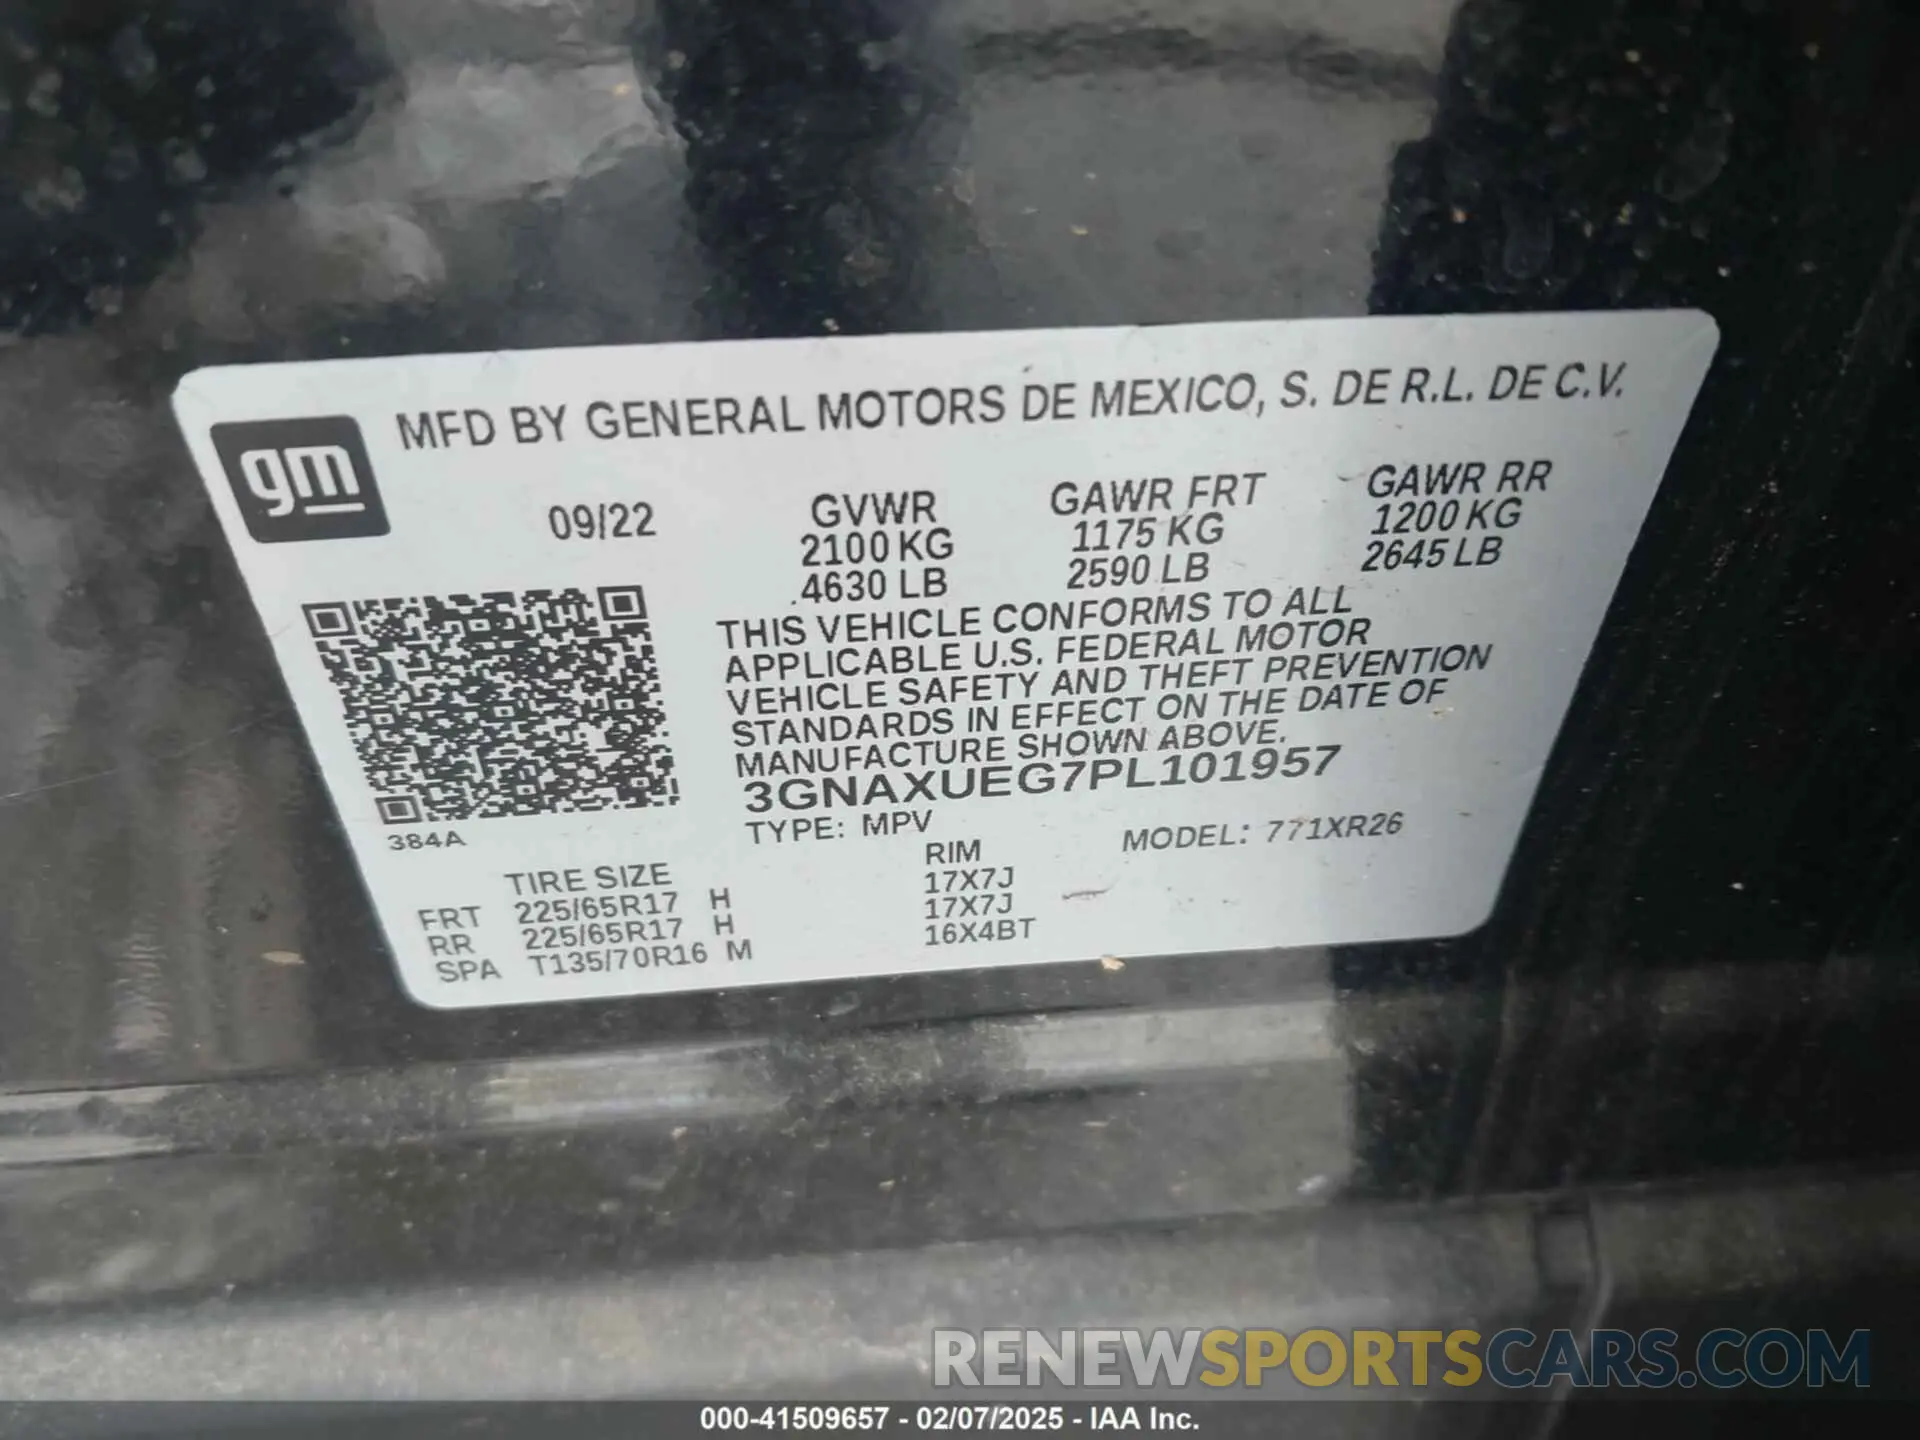 gm
MFD BY GENERAL MOTORS DE MEXICO, S. DE R.L. DE C.V.
09/22 GVWR GAWR FRT GAWR RR
2100 KG 1175 KG 1200 KG
4630 LB 2590 LB 2645 LB
THIS VEHICLE CONFORMS TO ALL
APPLICABLE U.S. FEDERAL MOTOR
VEHICLE SAFETY AND THEFT PREVENTION
STANDARDS IN EFFECT ON THE DATE OF
MANUFACTURE SHOWN ABOVE.
3GNAXUEG7PL101957
384A
TYPE: MPV MODEL: 771XR26
TIRE SIZE RIM
FRT 225/65R17 H 17X7J
RR 225/65R17 H 17X7J
SPA T135/70R16 M 16X4BT
RENEWSPORTSCARS.COM
000-41509657 - 02/07/2025 - IAA Inc.